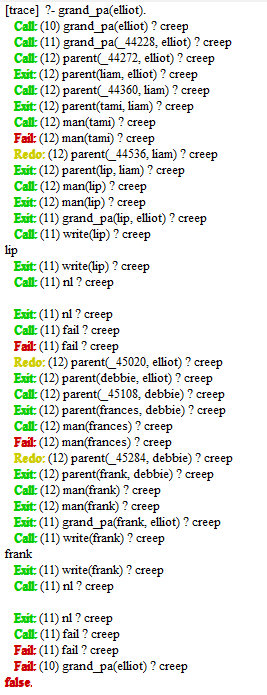 [trace]  ?- grand_pa(elliot).
Call: (10) grand_pa(elliot) ? creep
Call: (11) grand_pa(_44228, elliot) ? creep
Call: (12) parent(_44272, elliot) ? creep
Exit: (12) parent(liam, elliot) ? creep
Call: (12) parent(_44360, liam) ? creep
Exit: (12) parent(tami, liam) ? creep
Call: (12) man(tami) ? creep
Fail: (12) man(tami) ? creep
Redo: (12) parent(_44536, liam) ? creep
Exit: (12) parent(lip, liam) ? creep
Call: (12) man(lip) ? creep
Exit: (12) man(lip) ? creep
Exit: (11) grand_pa(lip, elliot) ? creep
Call: (11) write(lip) ? creep
lip
Exit: (11) write(lip) ? creep
Call: (11) nl ? creep
Exit: (11) nl ? creep
Call: (11) fail ? creep
Fail: (11) fail ? creep
Redo: (12) parent(_45020, elliot) ? creep
Exit: (12) parent(debbie, elliot) ? creep
Call: (12) parent(_45108, debbie) ? creep
Exit: (12) parent(frances, debbie) ? creep
Call: (12) man(frances) ? creep
Fail: (12) man(frances) ? creep
Redo: (12) parent(_45284, debbie) ? creep
Exit: (12) parent(frank, debbie) ? creep
Call: (12) man(frank) ? creep
Exit: (12) man(frank) ? creep
Exit: (11) grand_pa(frank, elliot) ? creep
Call: (11) write(frank) ? creep
frank
Exit: (11) write(frank) ? creep
Call: (11) nl ? creep
Exit: (11) nl ? creep
Call: (11) fail ? creep
Fail: (11) fail ? creep
Fail: (10) grand_pa(elliot) ? creep
false.